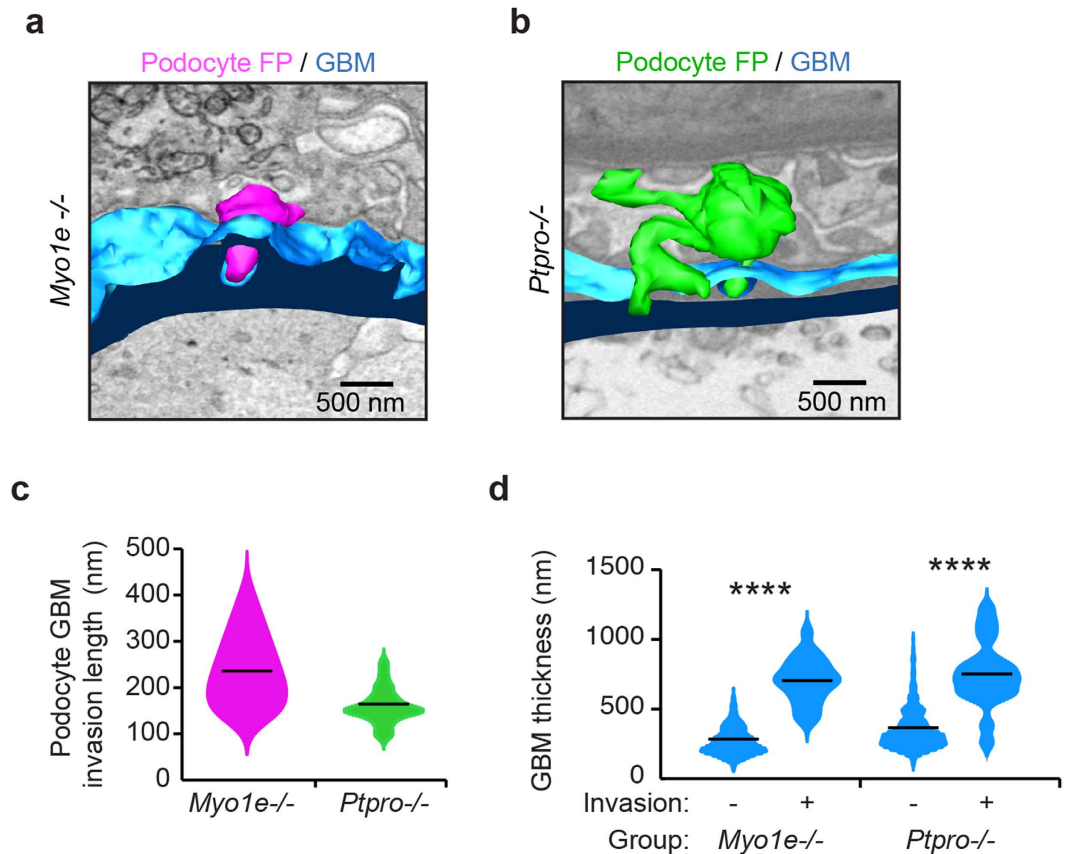 a
Podocyte FP / GBM
Myo1e -/-
500 nm
b
Podocyte FP / GBM
Ptpro-/-
500 nm
c
Podocyte GBM
invasion length (nm)
500
400
300
200
100
0
Myo1e-/-
Ptpro-/-
d
GBM thickness (nm)
1500
1000
500
0
****
****
Invasion: - + - +
Group: Myo1e-/- Ptpro-/-